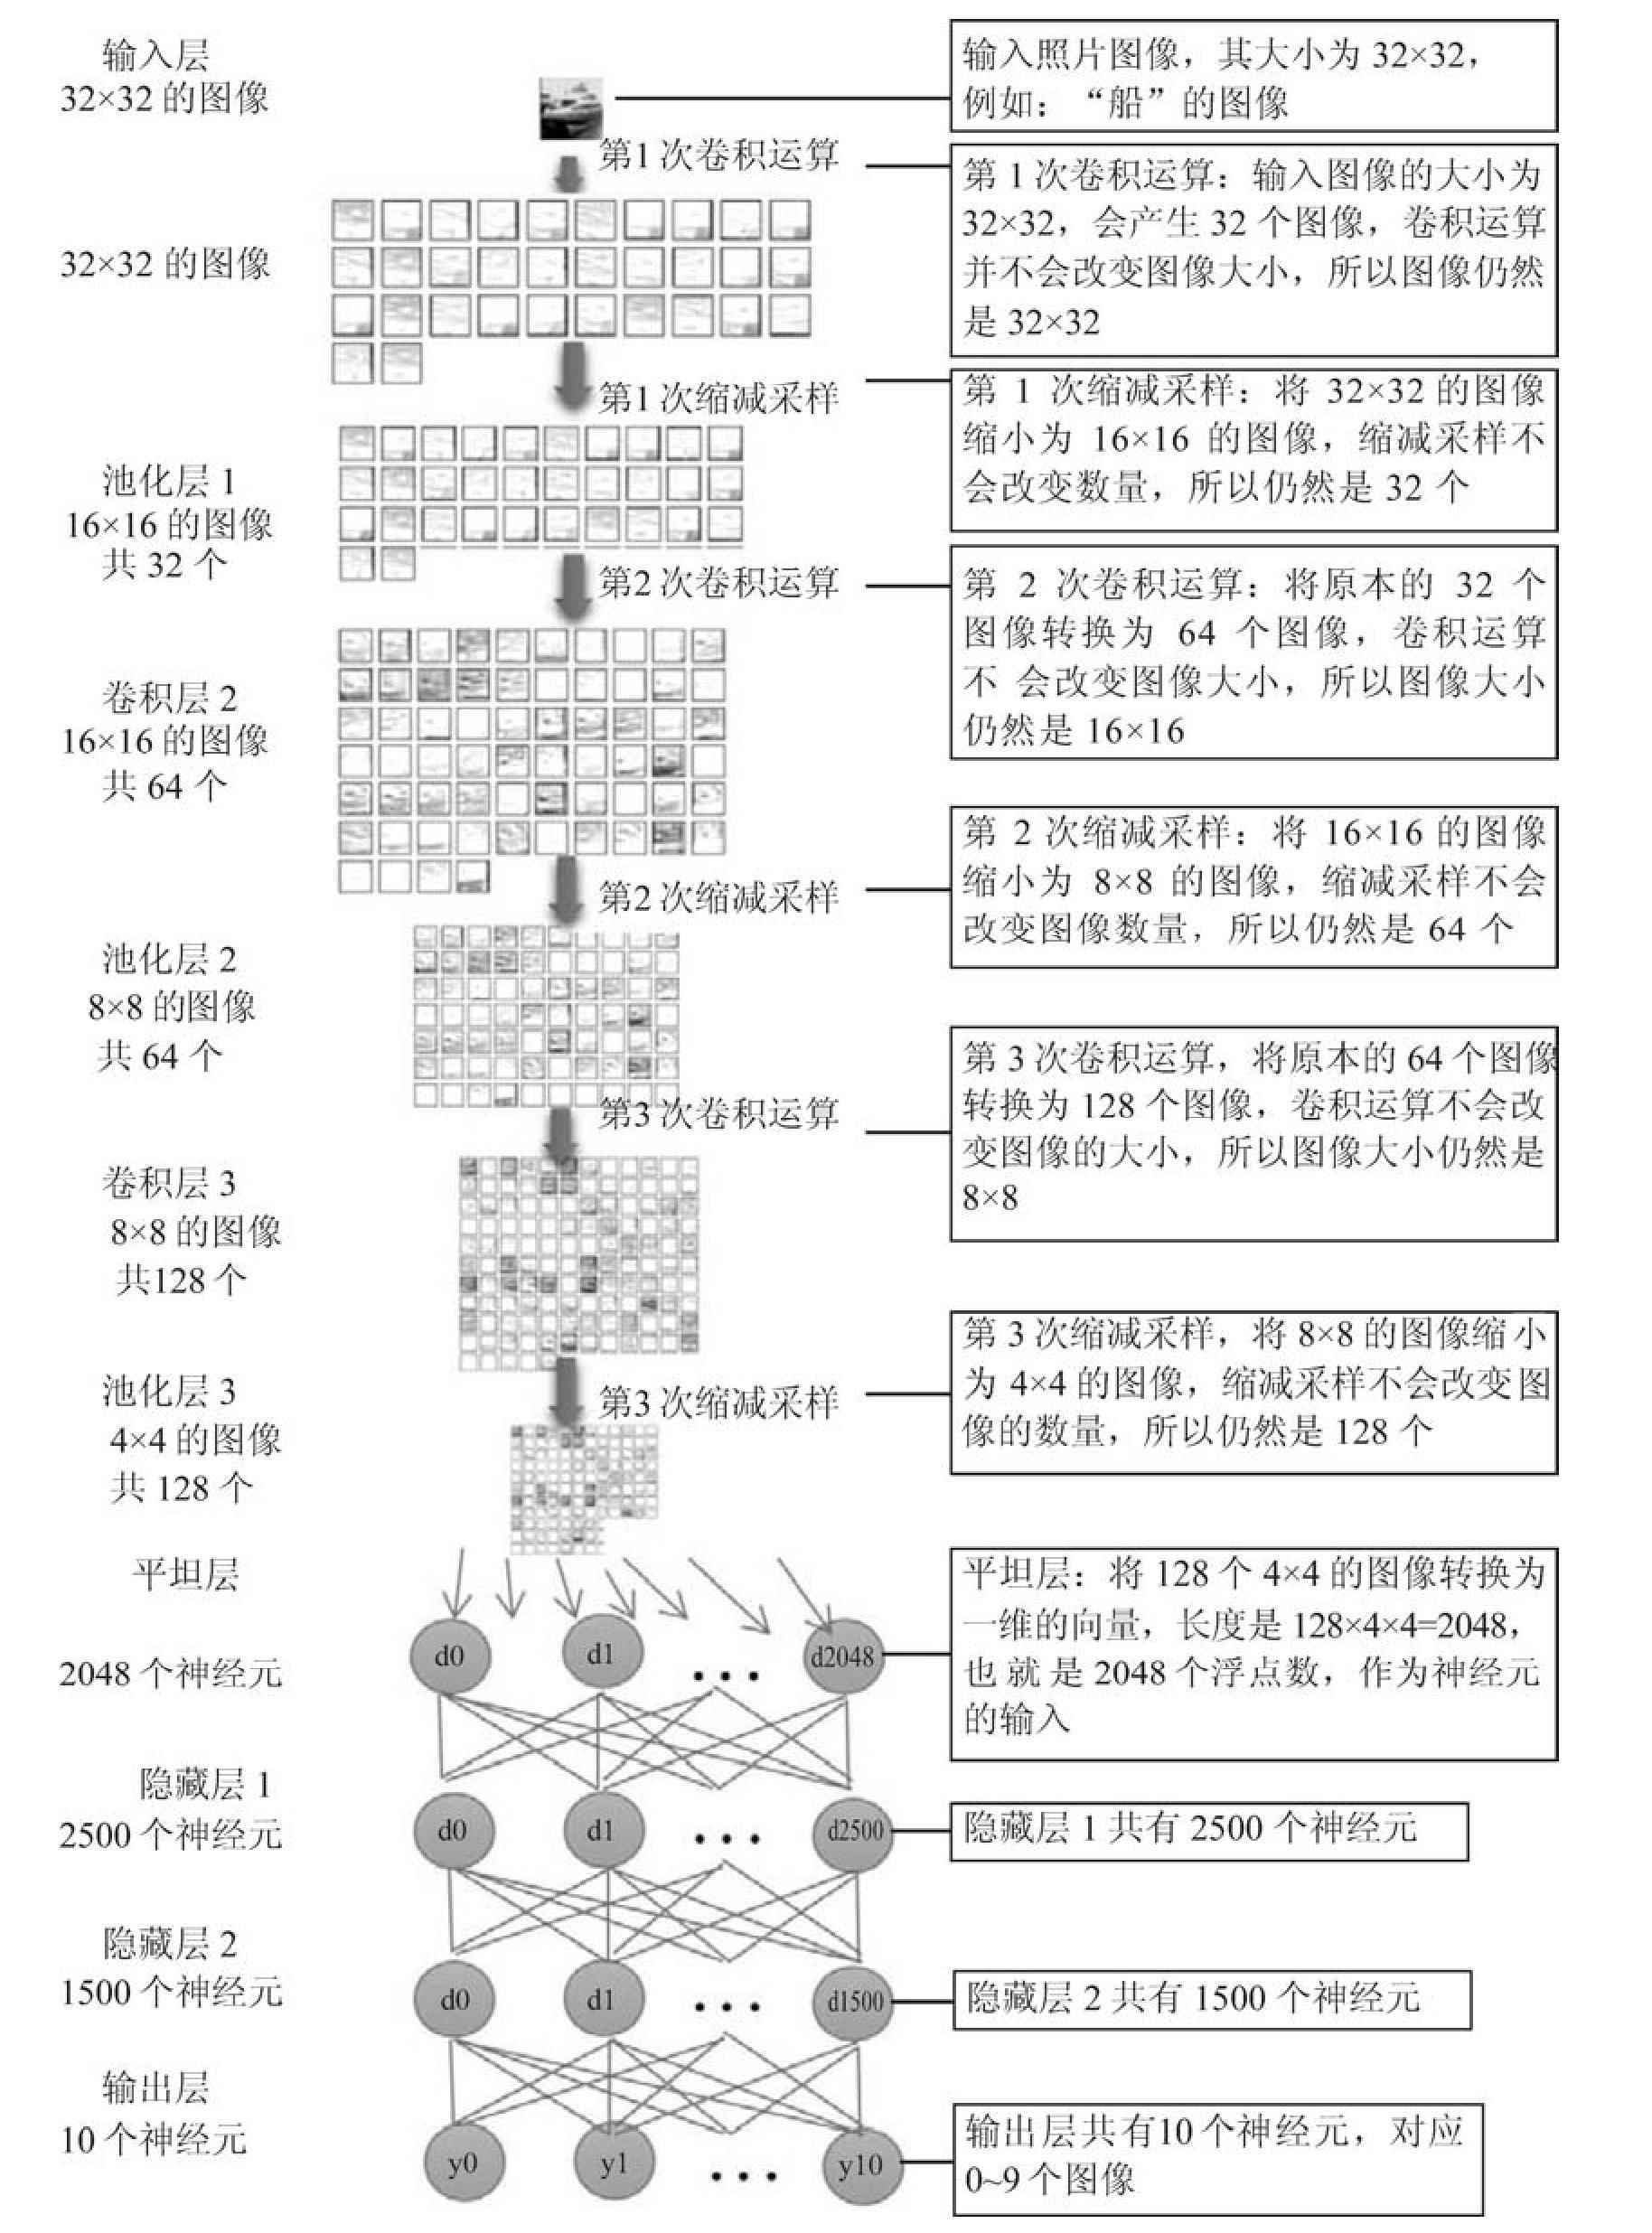 输入层
32×32 的图像
输入照片图像，其大小为 32×32，
例如：“船”的图像
第1 次卷积运算
第 1 次卷积运算：输入图像的大小为
32×32，会产生 32 个图像，卷积运算
并不会改变图像大小，所以图像仍然
是 32×32
32×32 的图像
第1 次缩减采样
第 1 次缩减采样：将 32×32 的图像
缩小为 16×16 的图像，缩减采样不
会改变数量，所以仍然是 32 个
池化层 1
16×16 的图像
共 32 个
第2 次卷积运算
第 2 次卷积运算：将原本的 32 个
图像转换为 64 个图像，卷积运算
不 会改变图像大小，所以图像大小
仍然是 16×16
卷积层 2
16×16 的图像
共 64 个
第2 次缩减采样
第 2 次缩减采样：将 16×16 的图像
缩小为 8×8 的图像，缩减采样不会
改变图像数量，所以仍然是 64 个
池化层 2
8×8 的图像
共 64 个
第3 次卷积运算
第 3 次卷积运算，将原本的 64 个图像
转换为 128 个图像，卷积运算不会改
变图像的大小，所以图像大小仍然是
8×8
卷积层 3
8×8 的图像
共128 个
第3 次缩减采样
第 3 次缩减采样，将 8×8 的图像缩 小
为 4×4 的图像，缩减采样不会改变图
像的数量，所以仍然是 128 个
池化层 3
4×4 的图像
共 128 个
平坦层
2048 个神经元
d0 d1 ... d2048
平坦层：将 128 个 4×4 的图像转换为
一维的向量，长度是 128×4×4=2048，
也 就 是 2048 个浮点数，作为神经元
的输入
隐藏层 1
2500 个神经元
d0 d1 ... d2500
隐藏层 1 共有 2500 个神经元
隐藏层 2
1500 个神经元
d0 d1 ... d1500
隐藏层 2 共有 1500 个神经元
输出层
10 个神经元
y0 y1 ... y10
输出层共有10 个神经元，对应
0~9 个图像